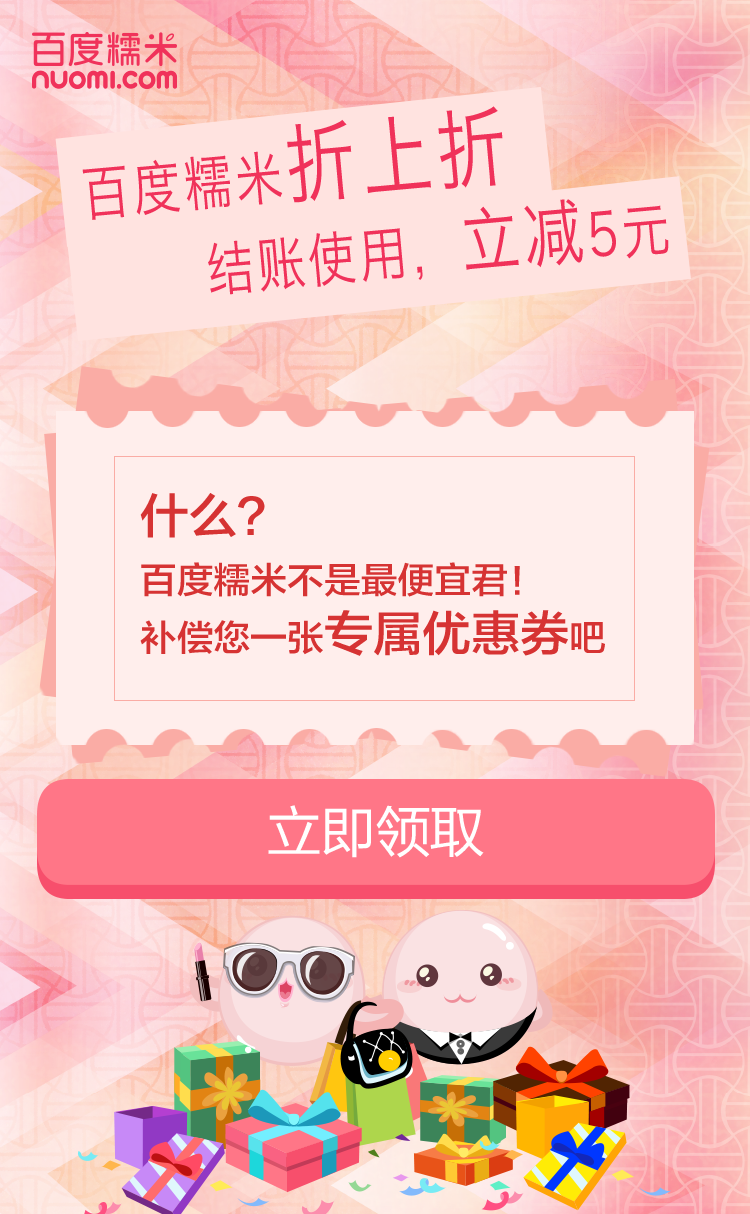 百度糯米
nuomi.com
百度糯米折上折
结账使用，立减5元
什么?
百度糯米不是最便宜君!
补偿您一张专属优惠券吧
立即领取